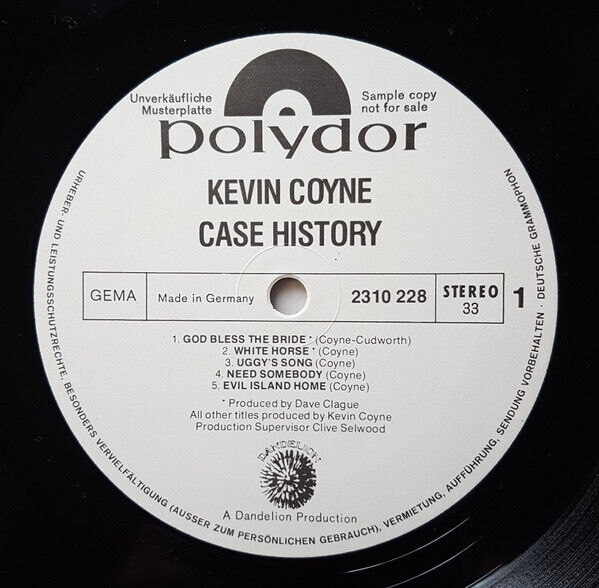 Unverkäufliche
Musterplatte
Sample copy
not for sale
polydor
KEVIN COYNE
CASE HISTORY
GEMA
Made in Germany
2310 228
STEREO
33
1
1. GOD BLESS THE BRIDE * (Coyne-Cudworth)
2. WHITE HORSE * (Coyne)
3. UGGY'S SONG (Coyne)
4. NEED SOMEBODY (Coyne)
5. EVIL ISLAND HOME (Coyne)
* Produced by Dave Clague
All other titles produced by Kevin Coyne
Production Supervisor Clive Selwood
DANDELION
A Dandelion Production
URHEBER- UND LEISTUNGSSCHUTZRECHTE, BESONDERS VERVIELFÄLTIGUNG (AUSSER ZUM PERSÖNLICHEN GEBRAUCH), VERMIETUNG, AUFFÜHRUNG, SENDUNG VORBEHALTEN · DEUTSCHE GRAMMOPHON